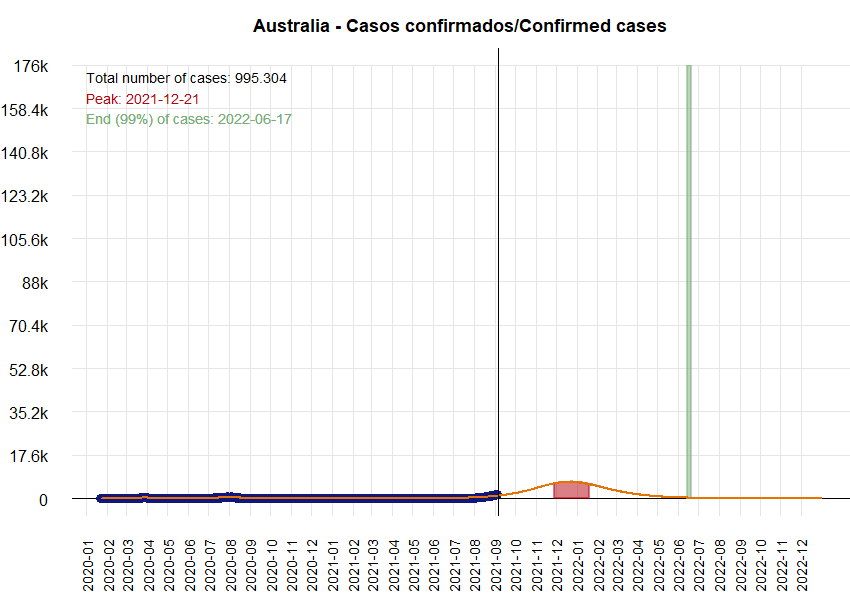 Australia - Casos confirmados/Confirmed cases
176k
158.4k
140.8k
123.2k
105.6k
88k
70.4k
52.8k
35.2k
17.6k
0
Total number of cases: 995.304
Peak: 2021-12-21
End (99%) of cases: 2022-06-17
2020-01
2020-02
2020-03
2020-04
2020-05
2020-06
2020-07
2020-08
2020-09
2020-10
2020-11
2020-12
2021-01
2021-02
2021-03
2021-04
2021-05
2021-06
2021-07
2021-08
2021-09
2021-10
2021-11
2021-12
2022-01
2022-02
2022-03
2022-04
2022-05
2022-06
2022-07
2022-08
2022-09
2022-10
2022-11
2022-12